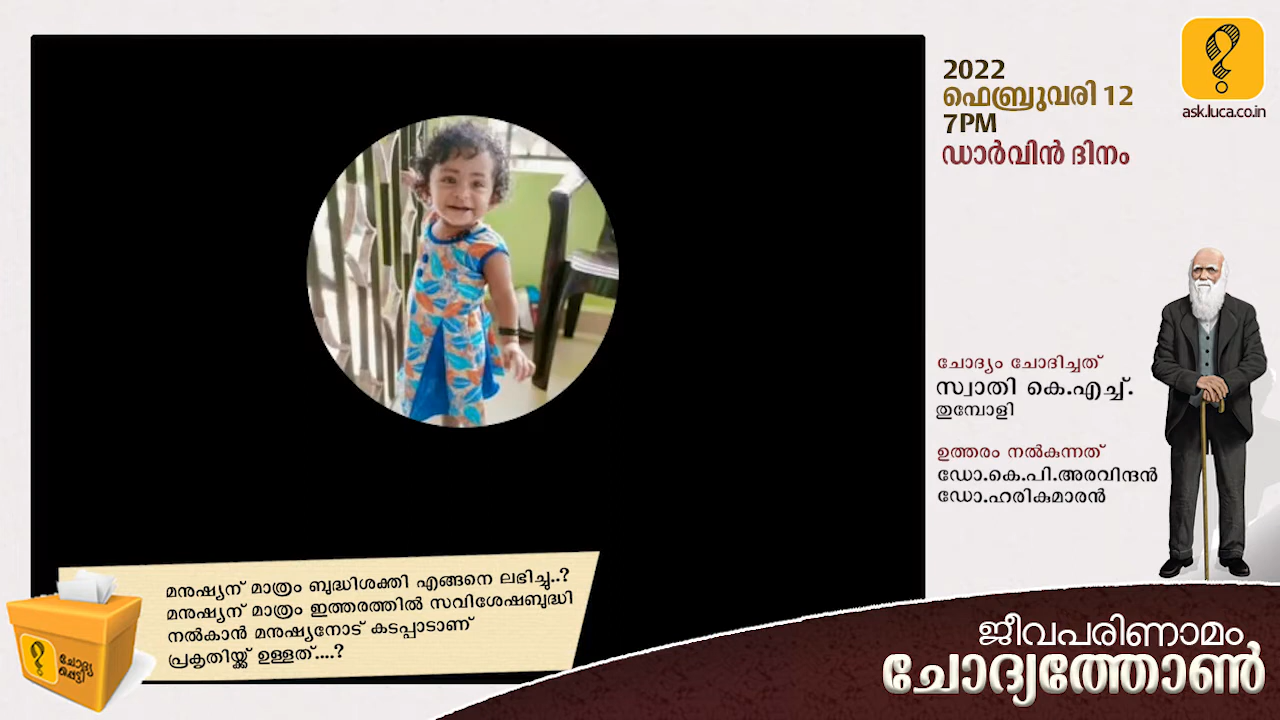 2022
ഫെബ്രുവരി 12
7PM
ഡാർവിൻ ദിനം
ask.luca.co.in
ചോദ്യം ചോദിച്ചത്
സ്വാതി കെ.എച്ച്.
തുമ്പോളി
ഉത്തരം നൽകുന്നത്
ഡോ.കെ.പി.അരവിന്ദൻ
ഡോ.ഹരികുമാരൻ
മനുഷ്യന് മാത്രം ബുദ്ധിശക്തി എങ്ങനെ ലഭിച്ചു..?
മനുഷ്യന് മാത്രം ഇത്തരത്തിൽ സവിശേഷബുദ്ധി
നൽകാൻ മനുഷ്യനോട് കടപ്പാടാണ്
പ്രകൃതിയ്ക്ക് ഉള്ളത്....?
ചോദ്യ
പ്പെട്ടി
ജീവപരിണാമം
ചോദ്യത്തോൺ